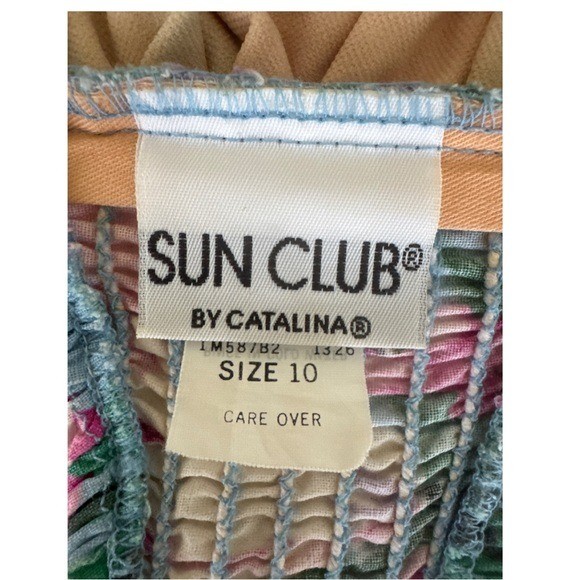 SUN CLUB®
BY CATALINA®
1M587B2 1326
SIZE 10
CARE OVER